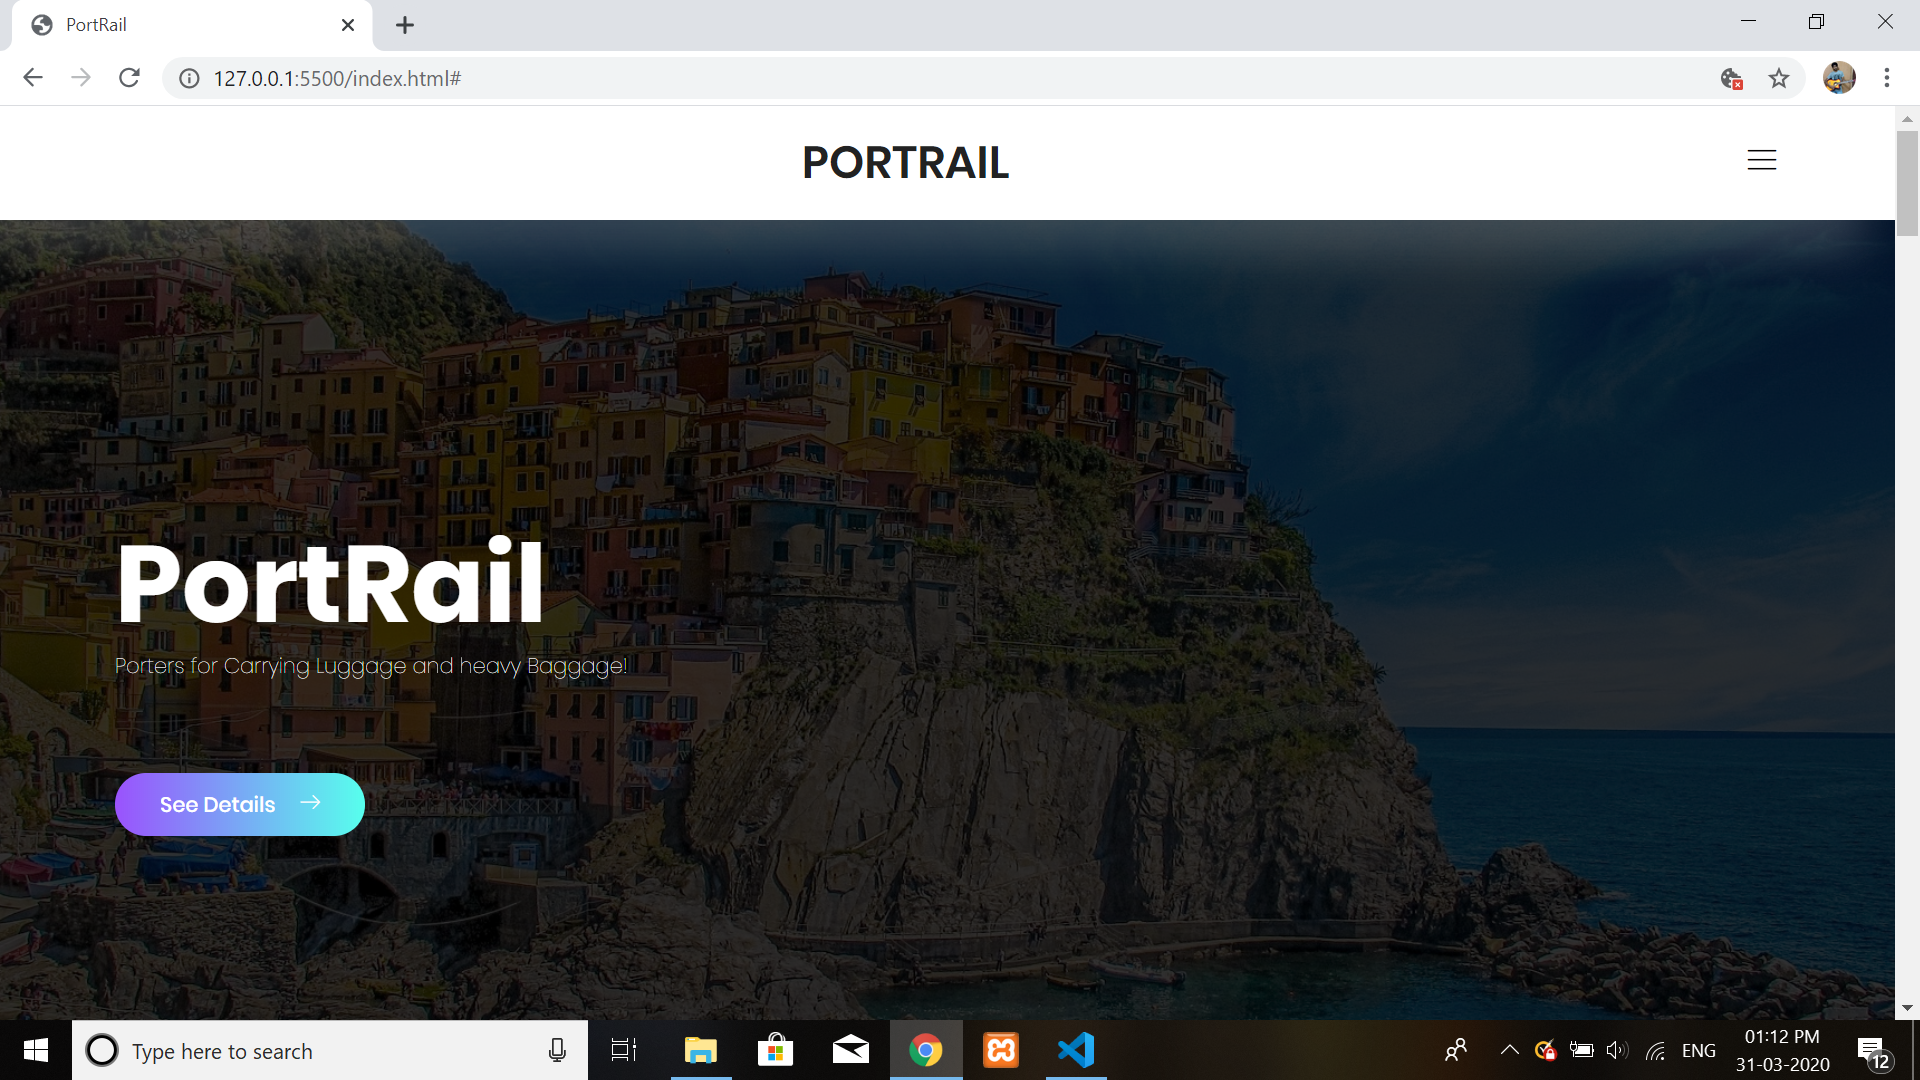 PortRail
127.0.0.1:5500/index.html#
PORTRAIL
PortRail
Porters for Carrying Luggage and heavy Baggage!
See Details
Type here to search
ENG
01:12 PM
31-03-2020
12